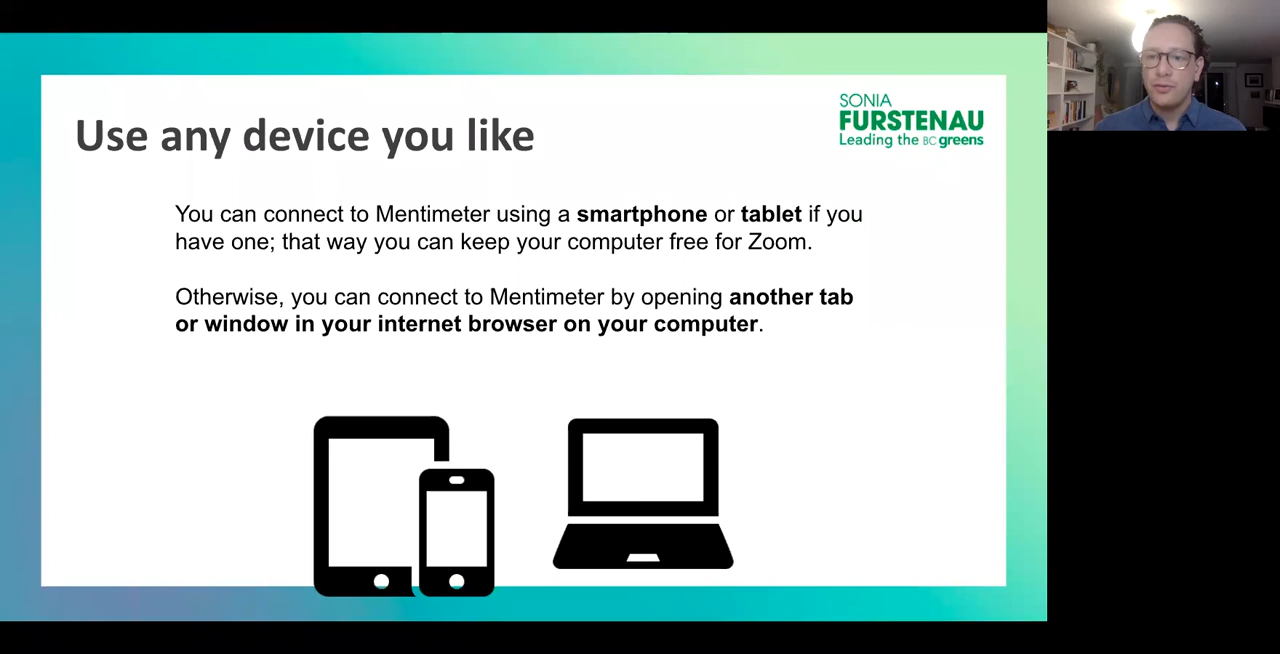 Use any device you like
SONIA
FURSTENAU
Leading the BC greens
You can connect to Mentimeter using a smartphone or tablet if you
have one; that way you can keep your computer free for Zoom.
Otherwise, you can connect to Mentimeter by opening another tab
or window in your internet browser on your computer.